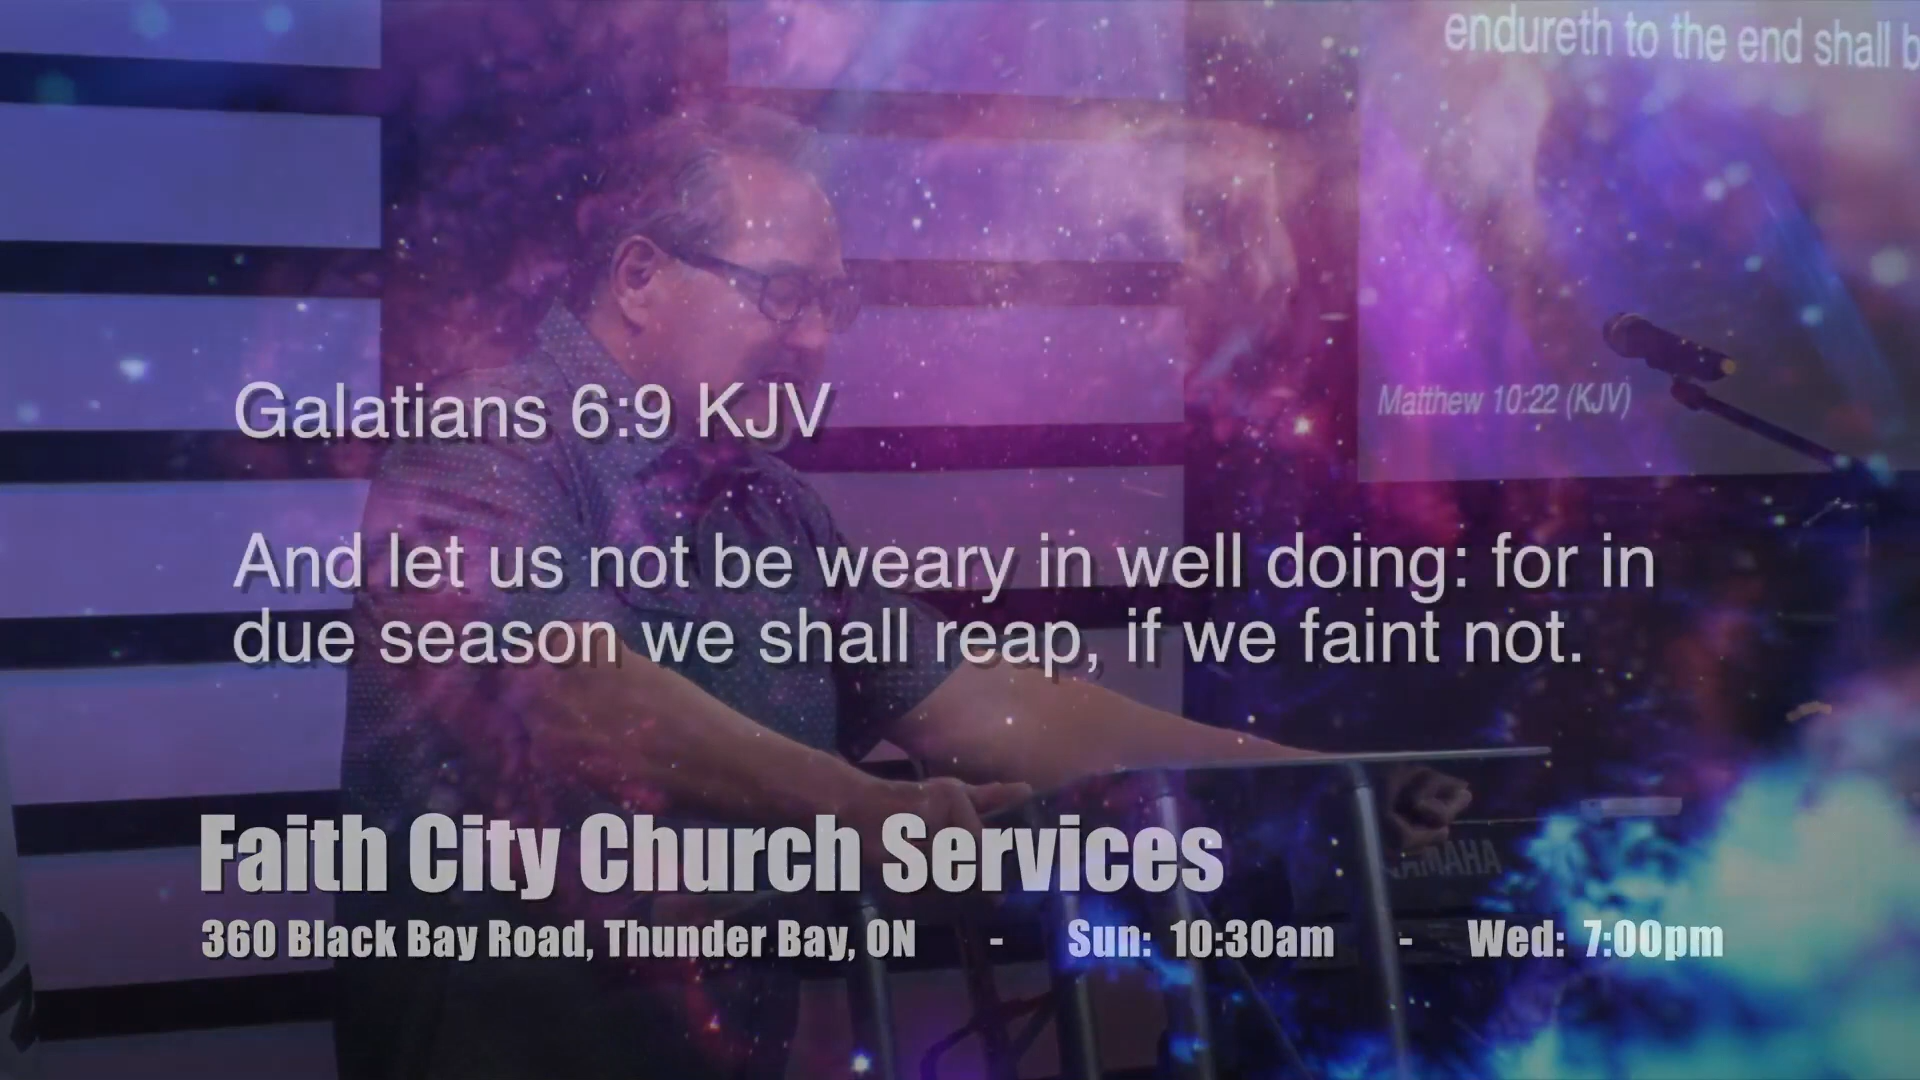 endureth to the end shall b
Matthew 10:22 (KJV)
Galatians 6:9 KJV
And let us not be weary in well doing: for in
due season we shall reap, if we faint not.
YAMAHA
Faith City Church Services
360 Black Bay Road, Thunder Bay, ON - Sun: 10:30am - Wed: 7:00pm